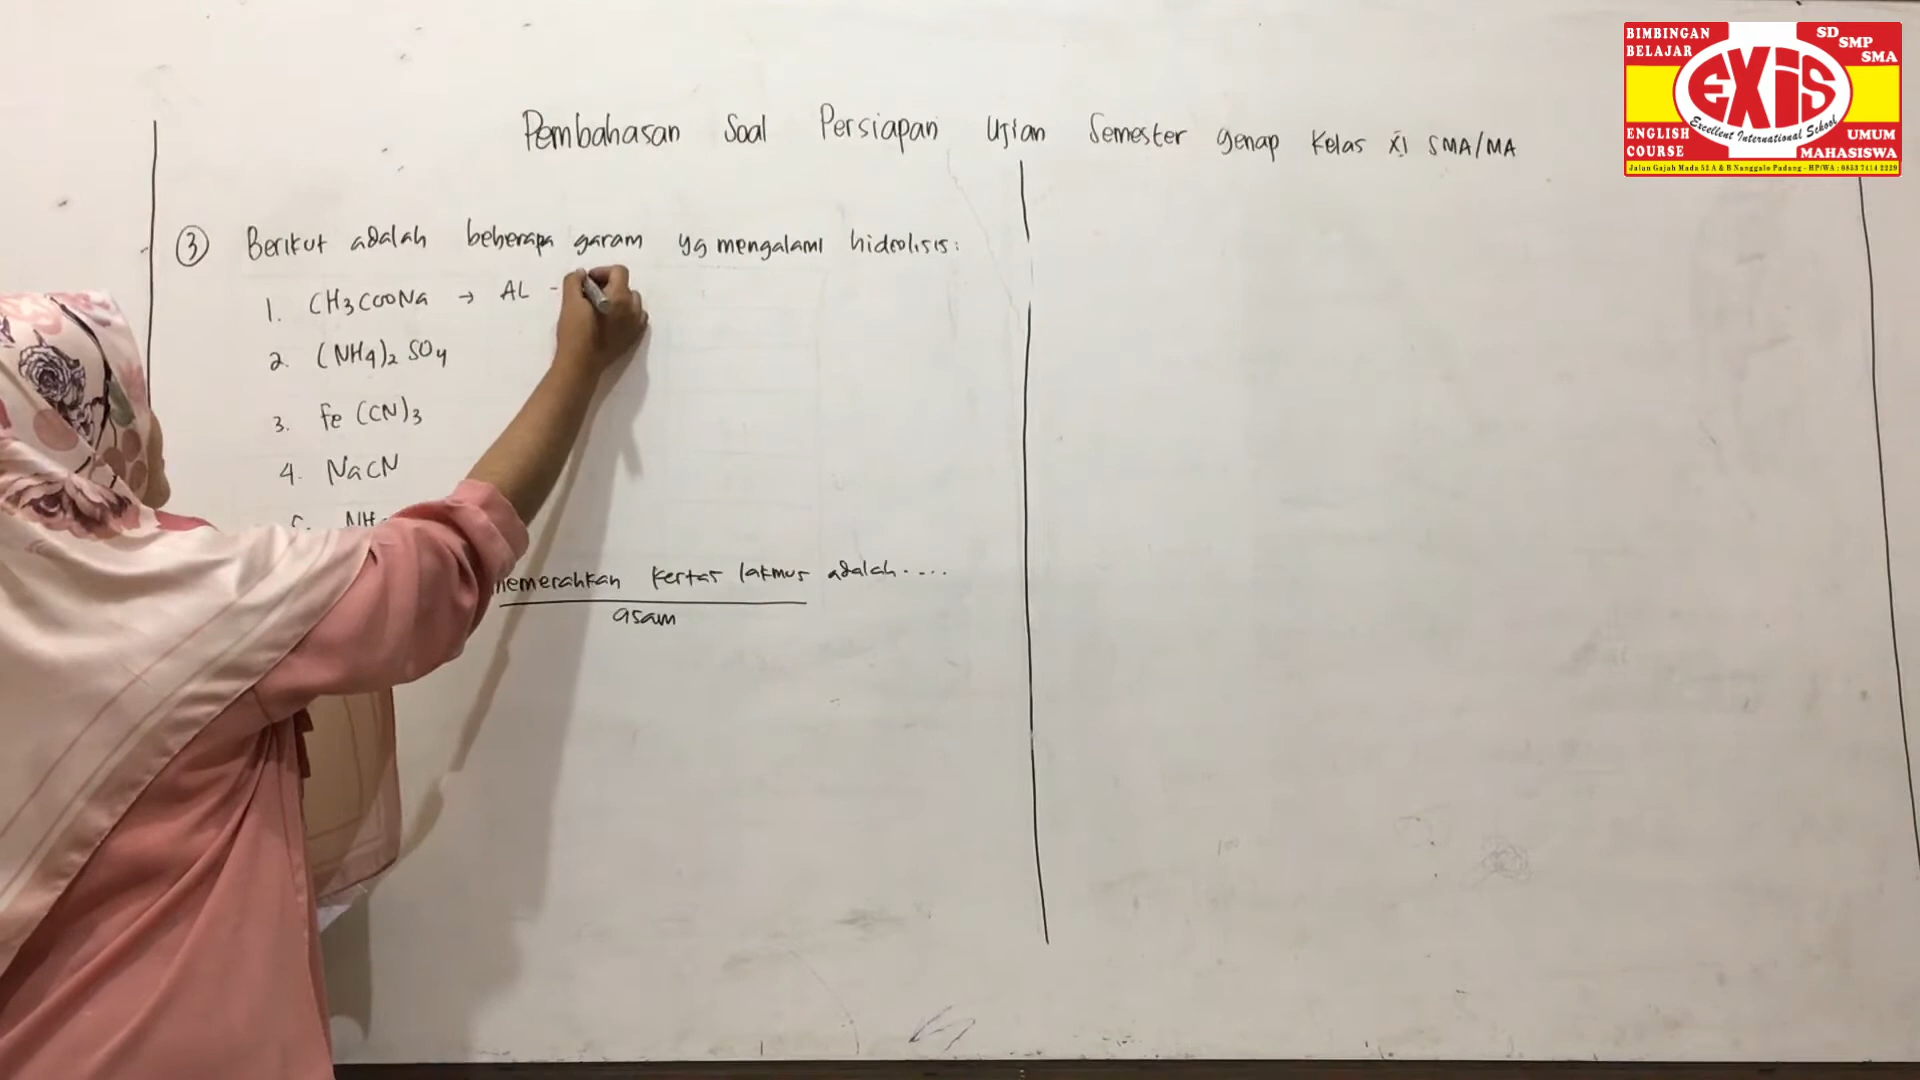 Pembahasan Soal Persiapan Ujian Semester genap Kelas XI SMA/MA
③ Berikut adalah beberapa garam yg mengalami hidrolisis:
1. CH3COONa → AL -
2. (NH4)2 SO4
3. Fe (CN)3
4. NaCN
5. NH
memerahkan kertas lakmus adalah....
asam
BIMBINGAN BELAJAR
SD SMP SMA
EXIS
Excellent International School
ENGLISH COURSE
UMUM MAHASISWA
Jalan Gajah Mada 52 A & B Nanggalo Padang - HP/WA : 0853 7414 2229